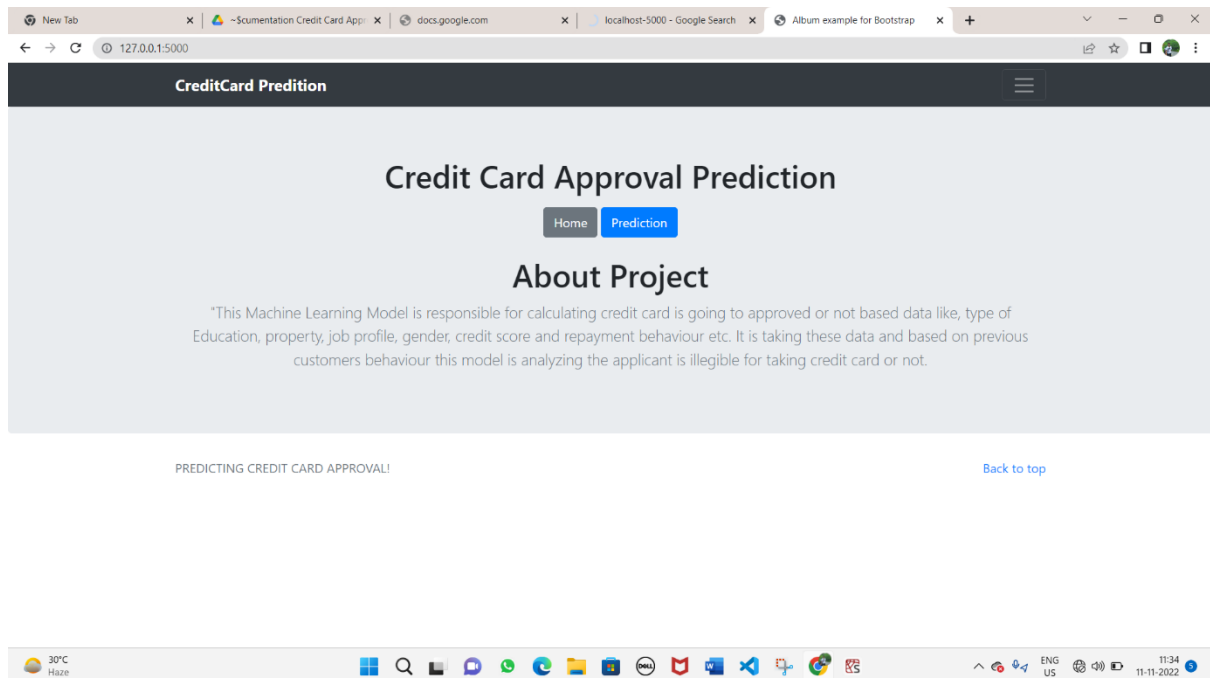 New Tab
~$cumentation Credit Card Appr
docs.google.com
localhost-5000 - Google Search
Album example for Bootstrap
127.0.0.1:5000
CreditCard Predition
Credit Card Approval Prediction
Home Prediction
About Project
"This Machine Learning Model is responsible for calculating credit card is going to approved or not based data like, type of
Education, property, job profile, gender, credit score and repayment behaviour etc. It is taking these data and based on previous
customers behaviour this model is analyzing the applicant is illegible for taking credit card or not.
PREDICTING CREDIT CARD APPROVAL!
Back to top
30°C
Haze
DELL
ENG
US
11:34
11-11-2022
5